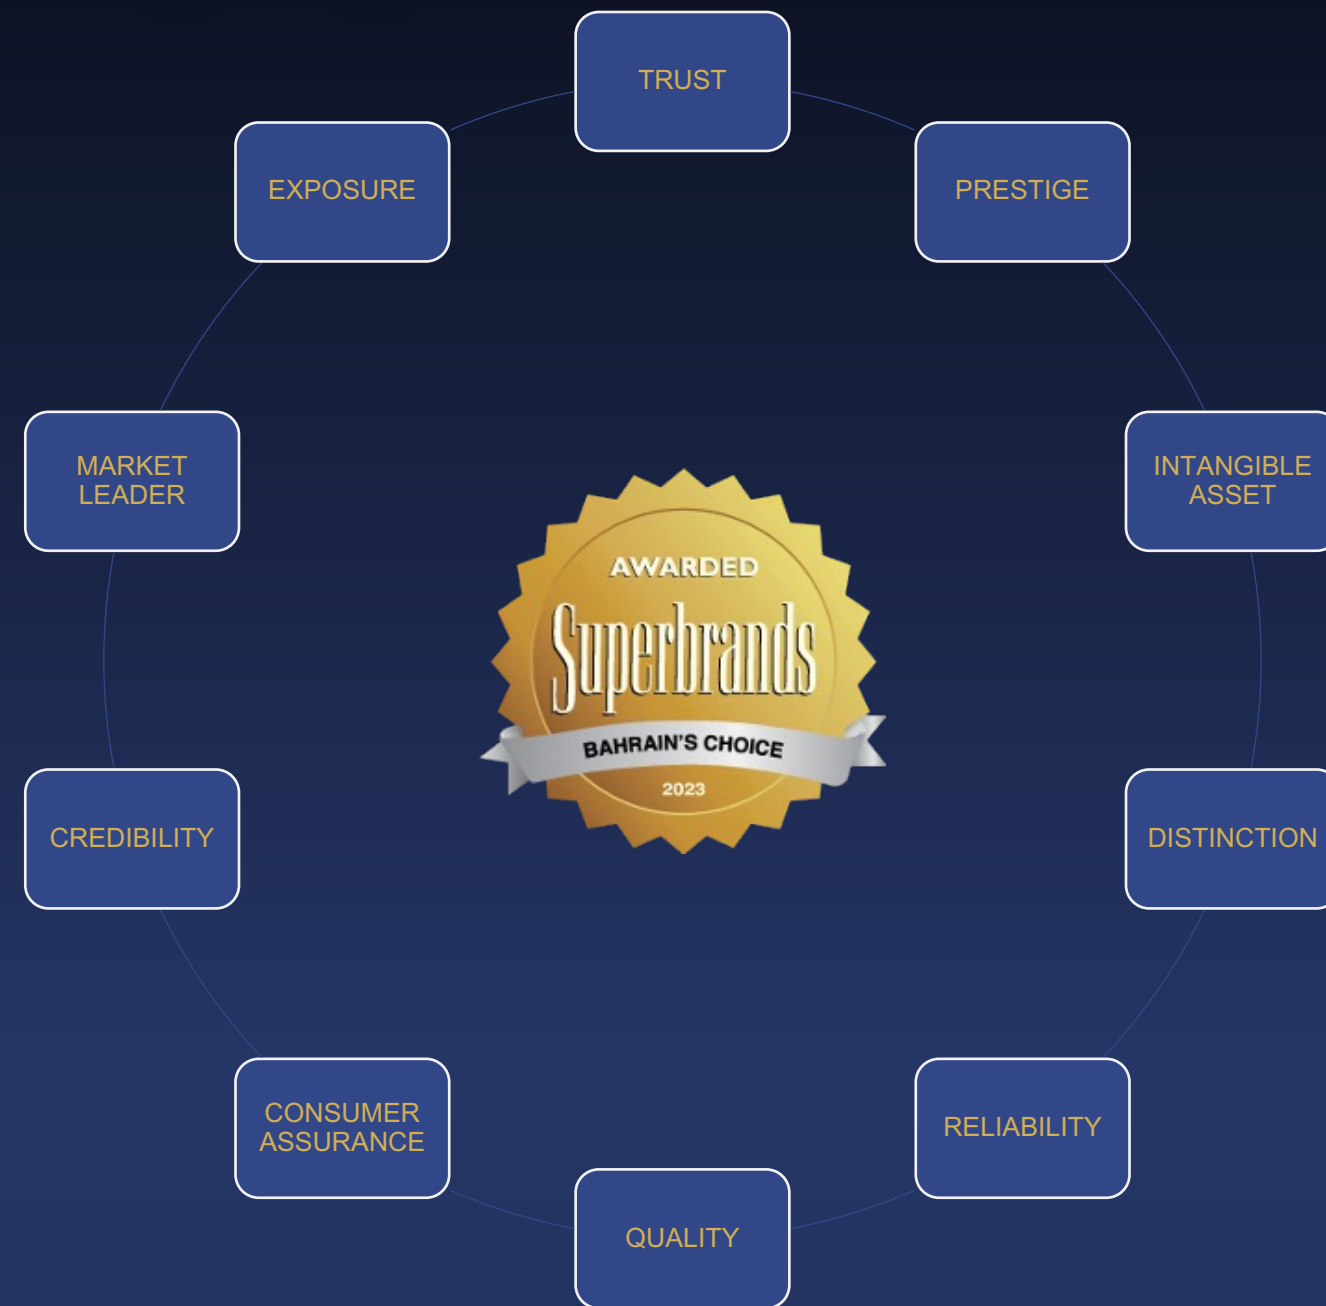 TRUST
PRESTIGE
INTANGIBLE
ASSET
DISTINCTION
RELIABILITY
QUALITY
CONSUMER
ASSURANCE
CREDIBILITY
MARKET
LEADER
EXPOSURE
AWARDED
Superbrands
BAHRAIN'S CHOICE
2023